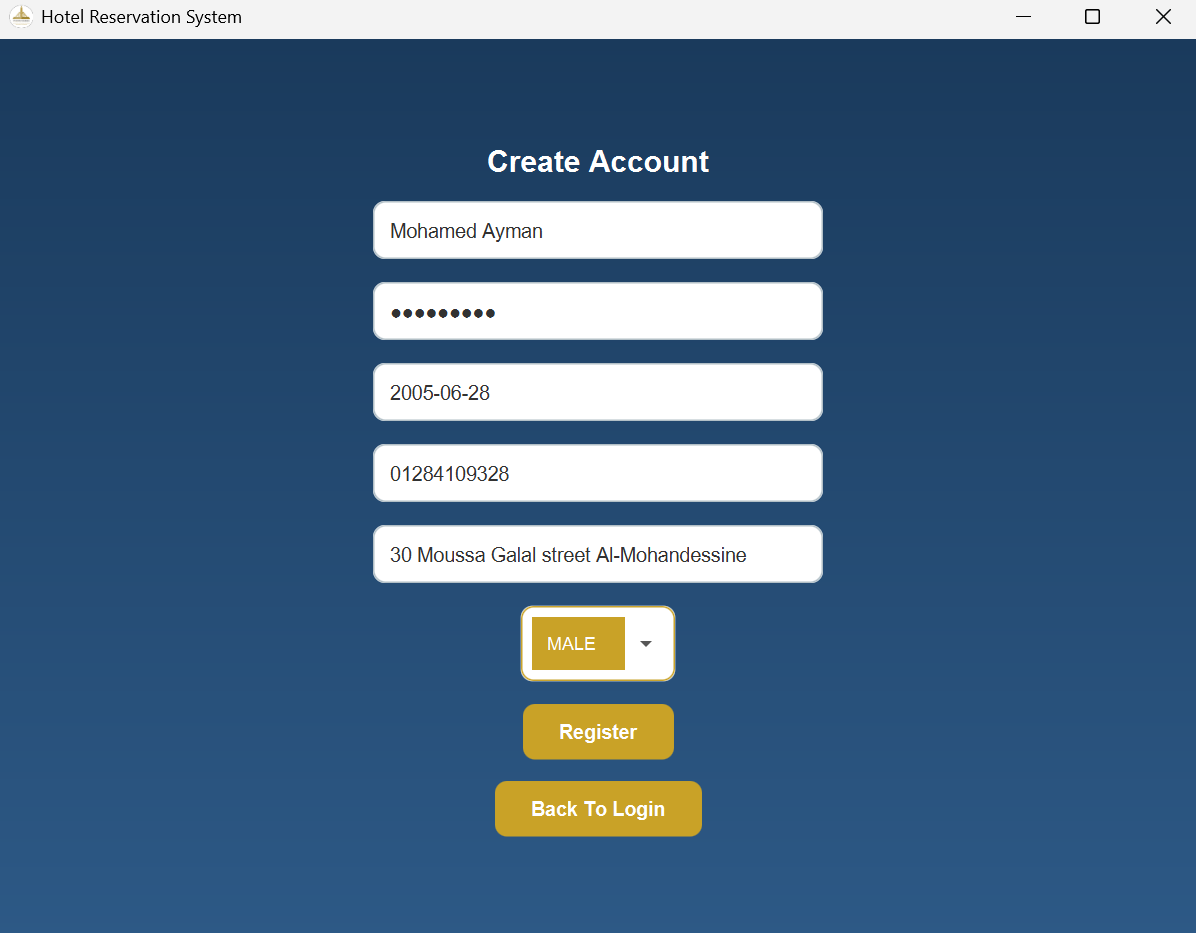 Hotel Reservation System
Create Account
Mohamed Ayman
●●●●●●●●●
2005-06-28
01284109328
30 Moussa Galal street Al-Mohandessine
MALE
Register
Back To Login